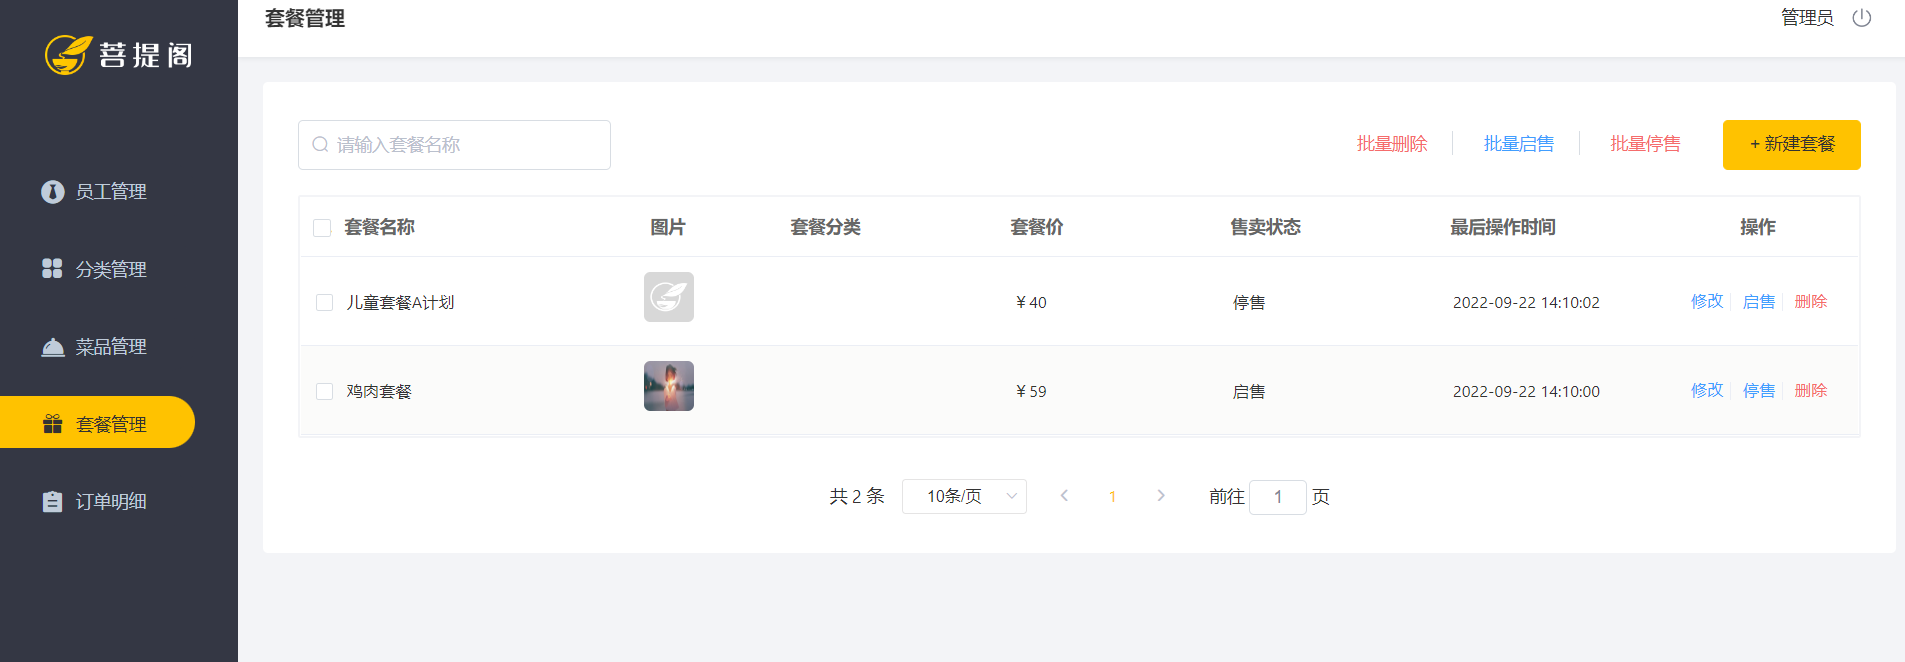 菩提阁
员工管理
分类管理
菜品管理
套餐管理
订单明细
套餐管理
管理员
请输入套餐名称
批量删除 批量启售 批量停售 + 新建套餐
套餐名称 图片 套餐分类 套餐价 售卖状态 最后操作时间 操作
儿童套餐A计划 ¥ 40 停售 2022-09-22 14:10:02 修改 启售 删除
鸡肉套餐 ¥ 59 启售 2022-09-22 14:10:00 修改 停售 删除
共 2 条 10条/页 1 前往 1 页